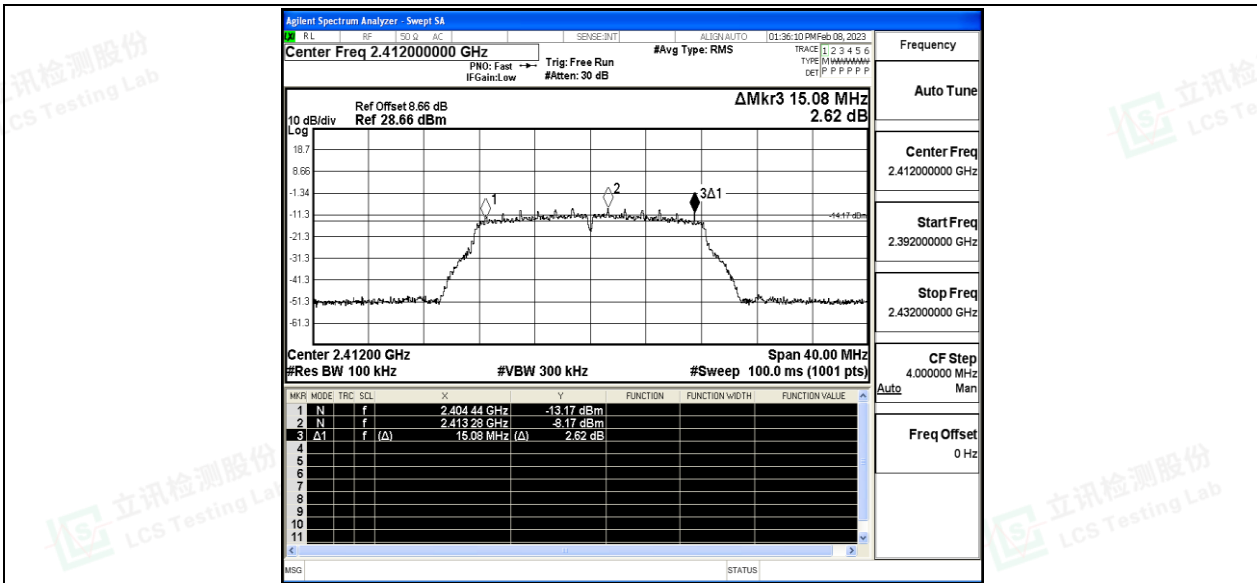 Agilent Spectrum Analyzer - Swept SA
RL RF 50 Ω AC SENSE:INT ALIGN AUTO 01:36:10 PM Feb 08, 2023
Center Freq 2.412000000 GHz
PNO: Fast
IFGain:Low
Trig: Free Run
#Atten: 30 dB
#Avg Type: RMS
TRACE 1 2 3 4 5 6
TYPE M WWWWW
DET P P P P P P
Ref Offset 8.66 dB
10 dB/div Ref 28.66 dBm
Log
ΔMkr3 15.08 MHz
2.62 dB
18.7
8.66
-1.34
-11.3
-21.3
-31.3
-41.3
-51.3
-61.3
1
2
3Δ1
-14.17 dBm
Center 2.41200 GHz Span 40.00 MHz
#Res BW 100 kHz #VBW 300 kHz #Sweep 100.0 ms (1001 pts)
MKR MODE TRC SCL X Y FUNCTION FUNCTION WIDTH FUNCTION VALUE
1 N f 2.404 44 GHz -13.17 dBm
2 N f 2.413 28 GHz -8.17 dBm
3 Δ1 f (Δ) 15.08 MHz (Δ) 2.62 dB
4
5
6
7
8
9
10
11
MSG STATUS
Frequency
Auto Tune
Center Freq
2.412000000 GHz
Start Freq
2.392000000 GHz
Stop Freq
2.432000000 GHz
CF Step
4.000000 MHz
Auto Man
Freq Offset
0 Hz
立讯检测股份
LCS Testing Lab
立讯检测股份
LCS Testing Lab